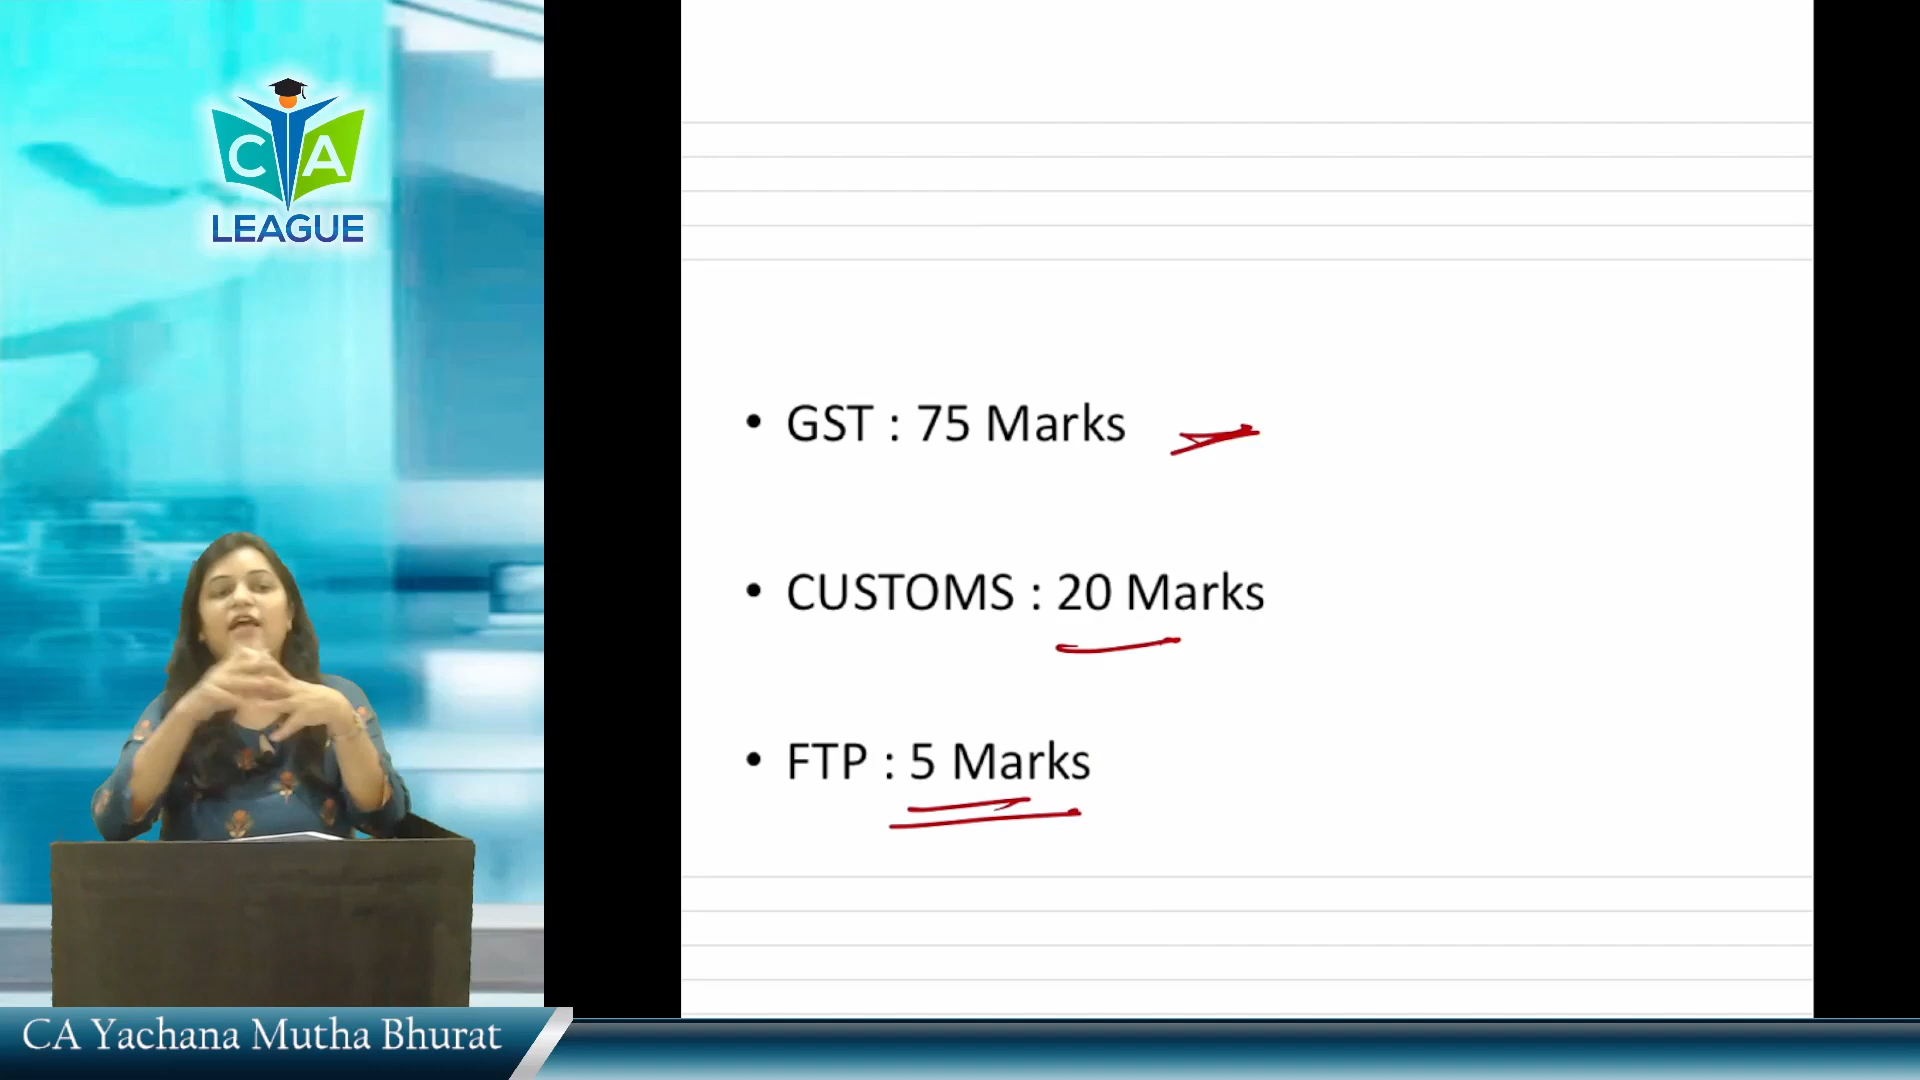 CA
LEAGUE
• GST : 75 Marks
• CUSTOMS : 20 Marks
• FTP : 5 Marks
CA Yachana Mutha Bhurat